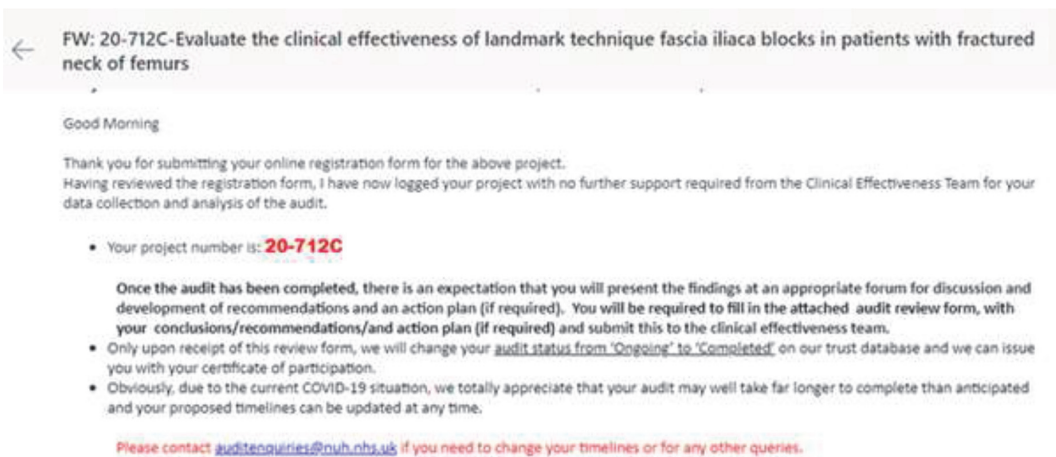 FW: 20-712C-Evaluate the clinical effectiveness of landmark technique fascia iliaca blocks in patients with fractured
neck of femurs
Good Morning
Thank you for submitting your online registration form for the above project.
Having reviewed the registration form, I have now logged your project with no further support required from the Clinical Effectiveness Team for your
data collection and analysis of the audit.
• Your project number is: 20-712C
Once the audit has been completed, there is an expectation that you will present the findings at an appropriate forum for discussion and
development of recommendations and an action plan (if required). You will be required to fill in the attached audit review form, with
your conclusions/recommendations/and action plan (if required) and submit this to the clinical effectiveness team.
• Only upon receipt of this review form, we will change your audit status from 'Ongoing' to 'Completed' on our trust database and we can issue
you with your certificate of participation.
• Obviously, due to the current COVID-19 situation, we totally appreciate that your audit may well take far longer to complete than anticipated
and your proposed timelines can be updated at any time.
Please contact auditenquiries@nuh.nhs.uk if you need to change your timelines or for any other queries.